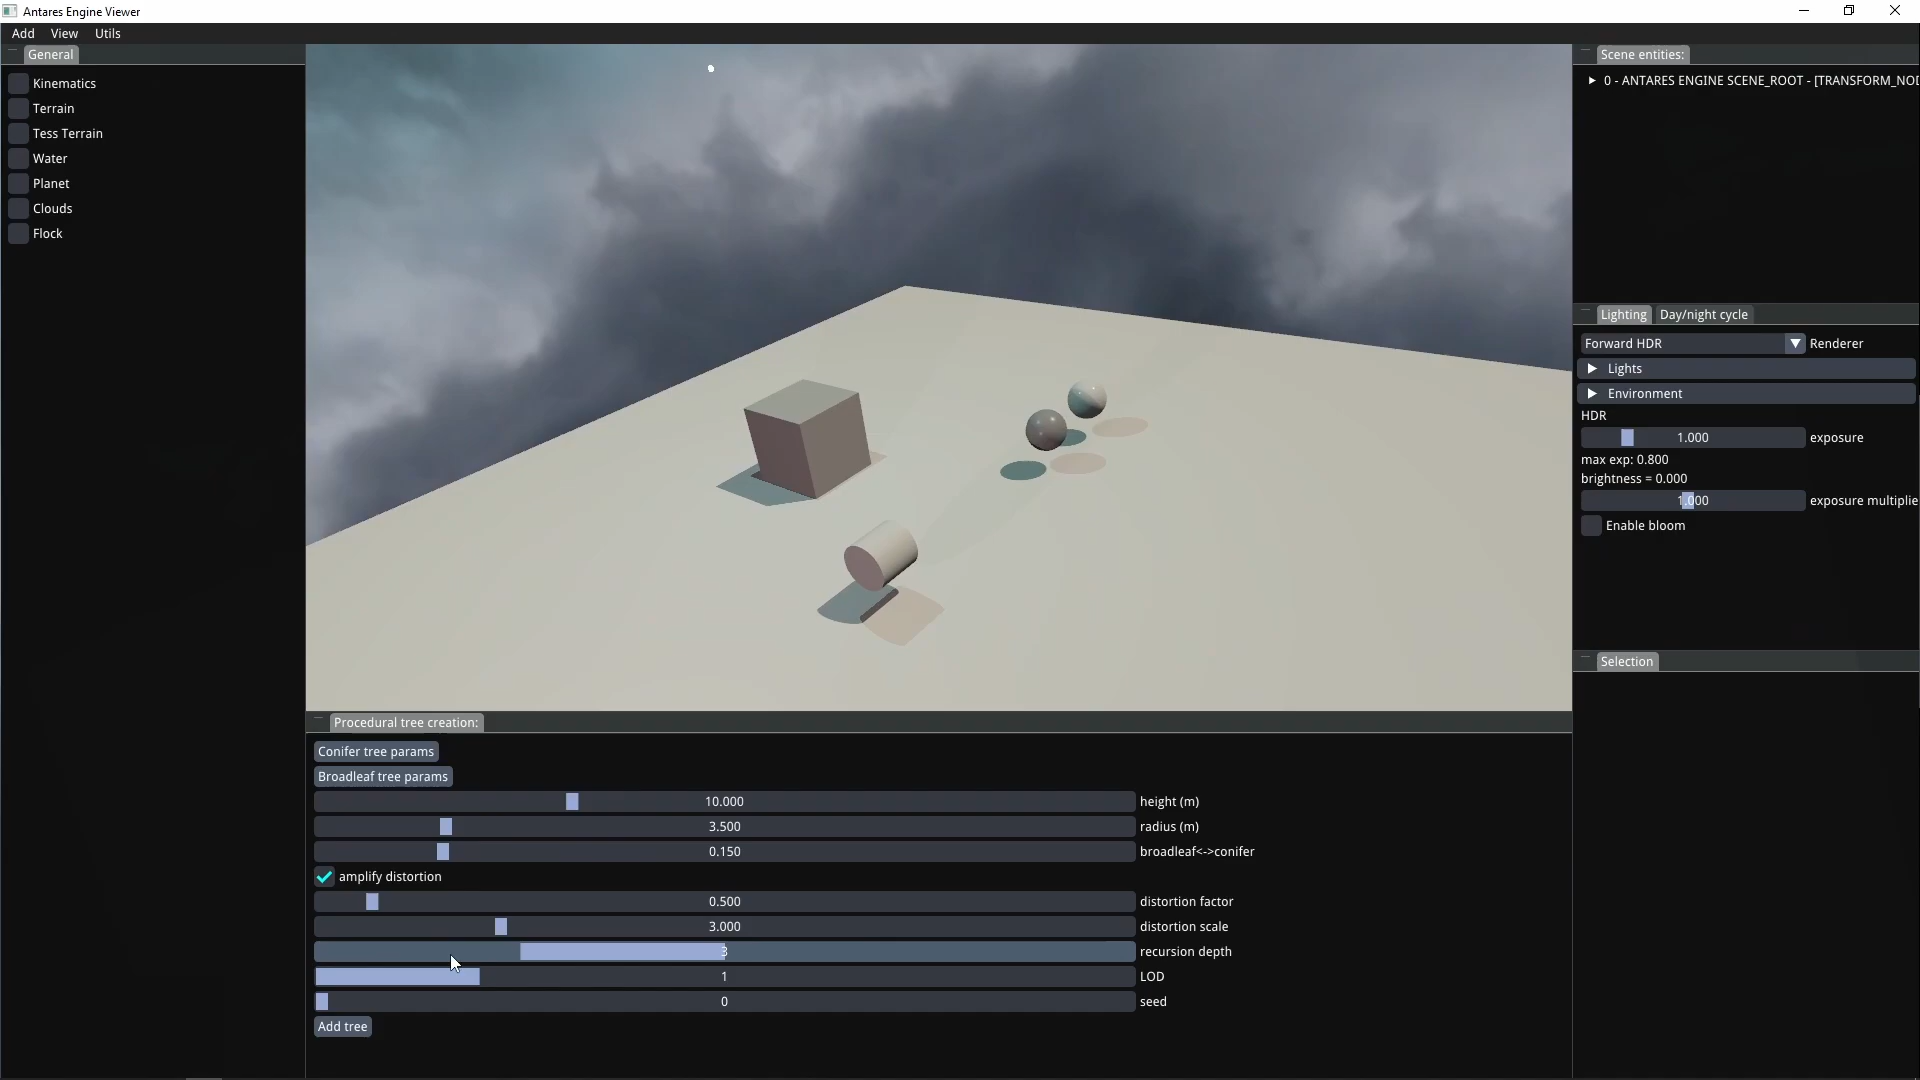 Antares Engine Viewer
Add View Utils
General
Kinematics
Terrain
Tess Terrain
Water
Planet
Clouds
Flock
Scene entities:
0 - ANTARES ENGINE SCENE_ROOT - [TRANSFORM_NOD
Lighting Day/night cycle
Forward HDR Renderer
Lights
Environment
HDR
1.000 exposure
max exp: 0.800
brightness = 0.000
1.000 exposure multiplie
Enable bloom
Selection
Procedural tree creation:
Conifer tree params
Broadleaf tree params
10.000 height (m)
3.500 radius (m)
0.150 broadleaf<->conifer
amplify distortion
0.500 distortion factor
3.000 distortion scale
3 recursion depth
1 LOD
0 seed
Add tree